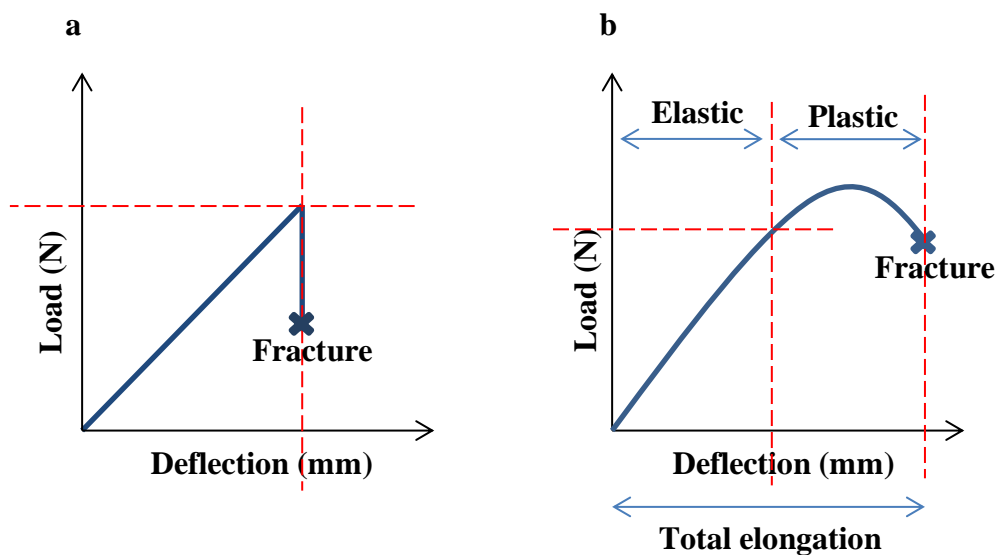 a
Load (N)
Fracture
Deflection (mm)
b
Elastic
Plastic
Load (N)
Fracture
Deflection (mm)
Total elongation